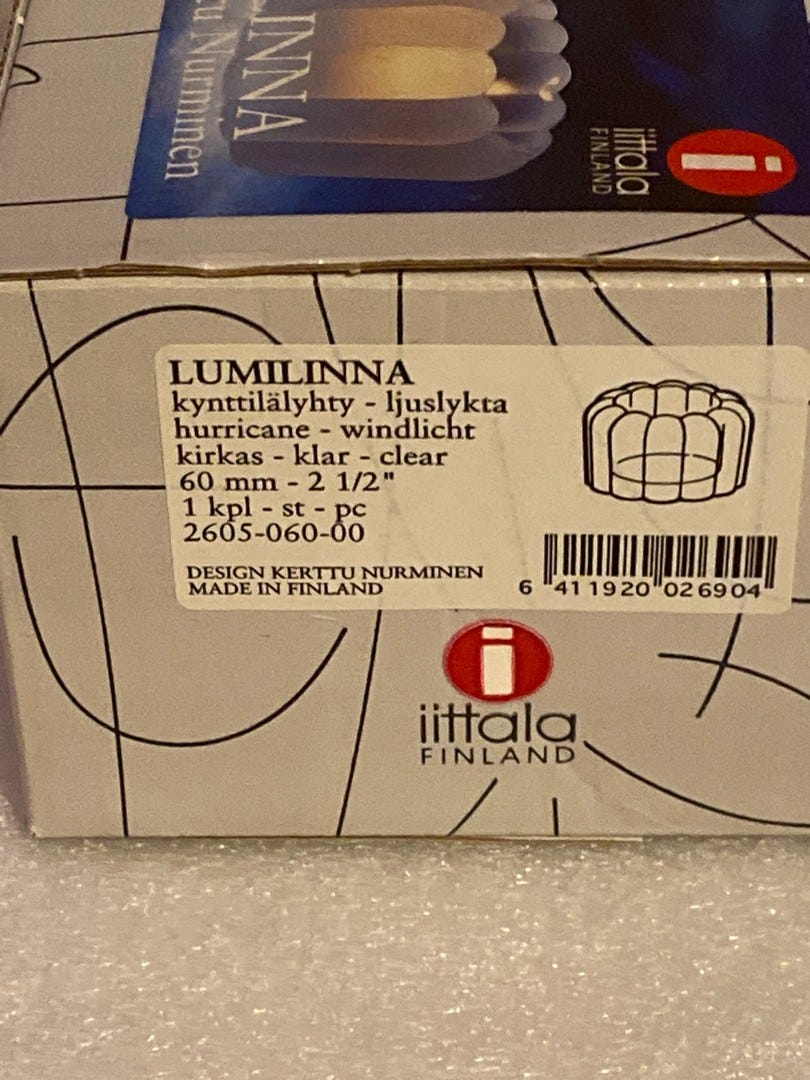 INNA
Nurminen
iittala
FINLAND
LUMILINNA
kynttilälyhty - ljuslykta
hurricane - windlicht
kirkas - klar - clear
60 mm - 2 1/2"
1 kpl - st - pc
2605-060-00
DESIGN KERTTU NURMINEN
MADE IN FINLAND
6 411920 026904
iittala
FINLAND